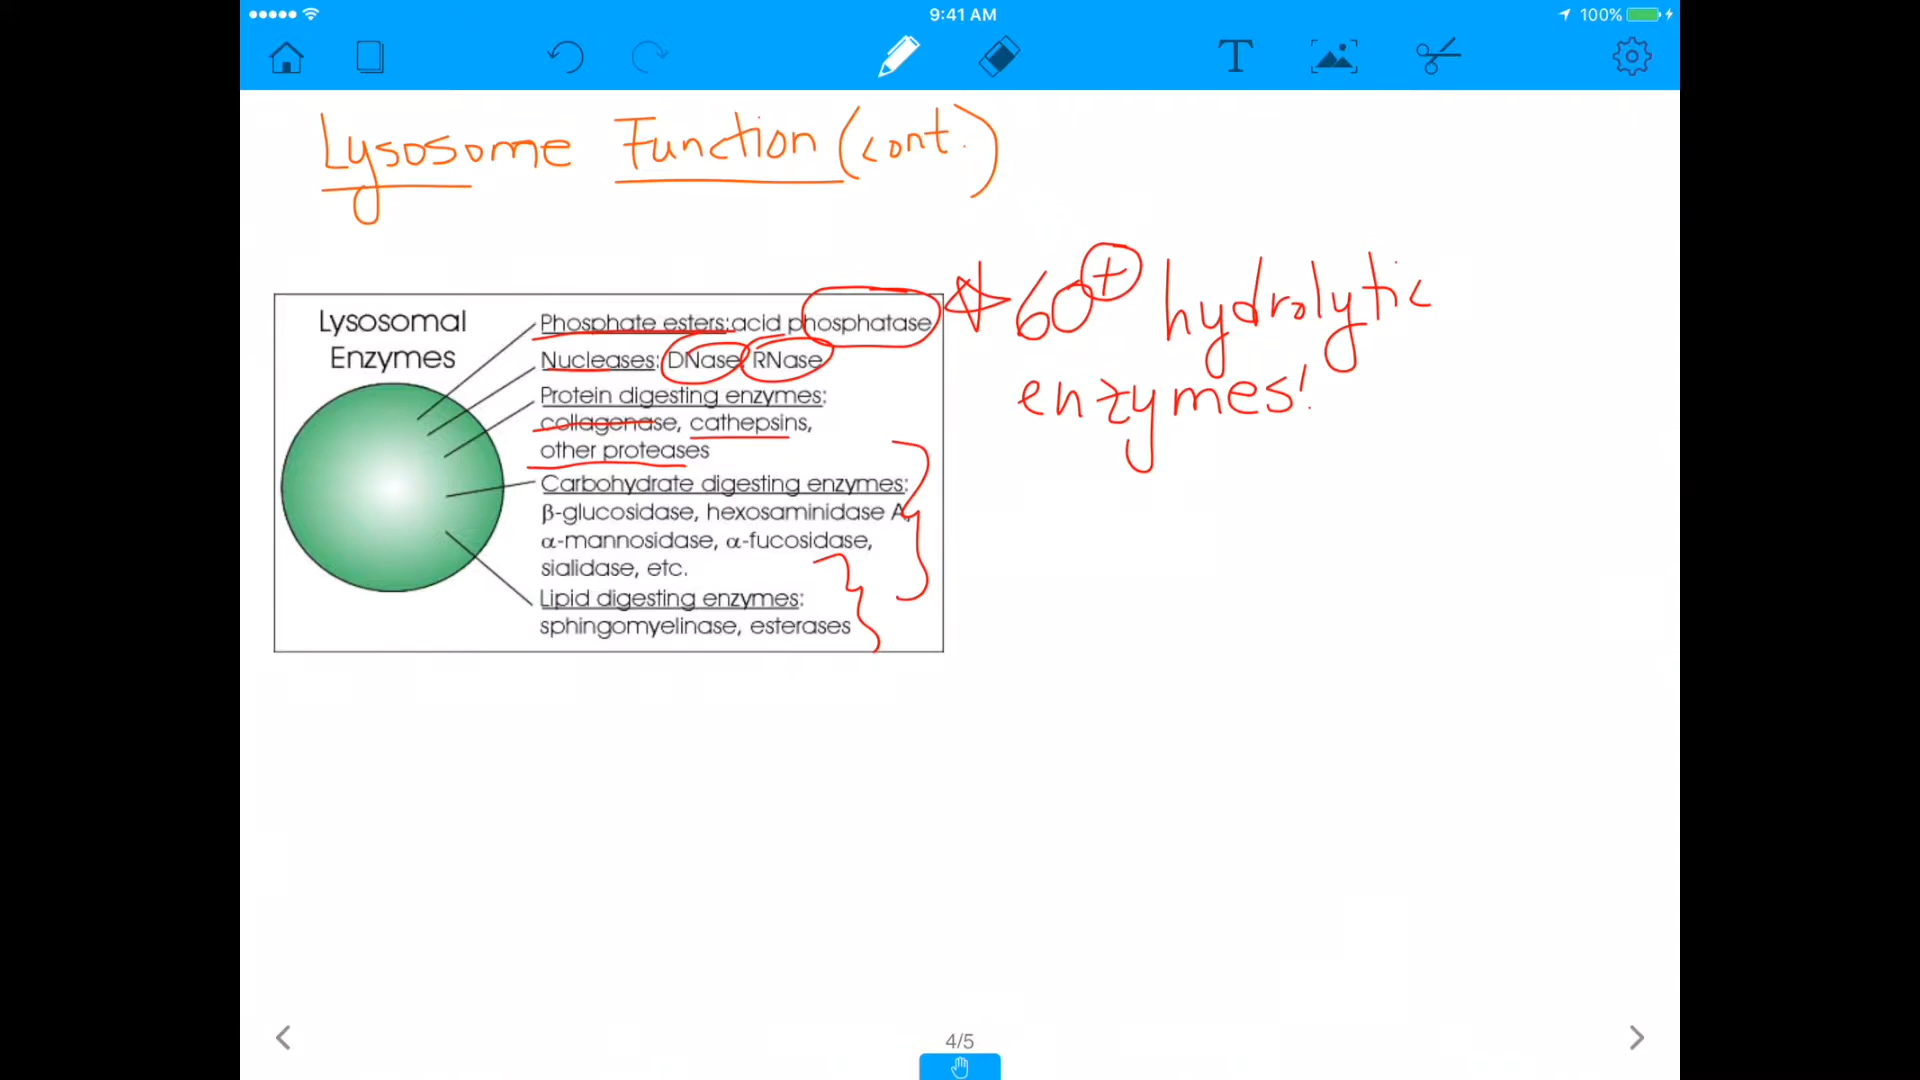 9:41 AM
100%
T
Lysosome Function (cont.)
Lysosomal
Enzymes
Phosphate esters: acid phosphatase
Nucleases: DNase, RNase
Protein digesting enzymes:
collagenase, cathepsins,
other proteases
Carbohydrate digesting enzymes:
β-glucosidase, hexosaminidase A,
α-mannosidase, α-fucosidase,
sialidase, etc.
Lipid digesting enzymes:
sphingomyelinase, esterases
60+ hydrolytic
enzymes!
4/5